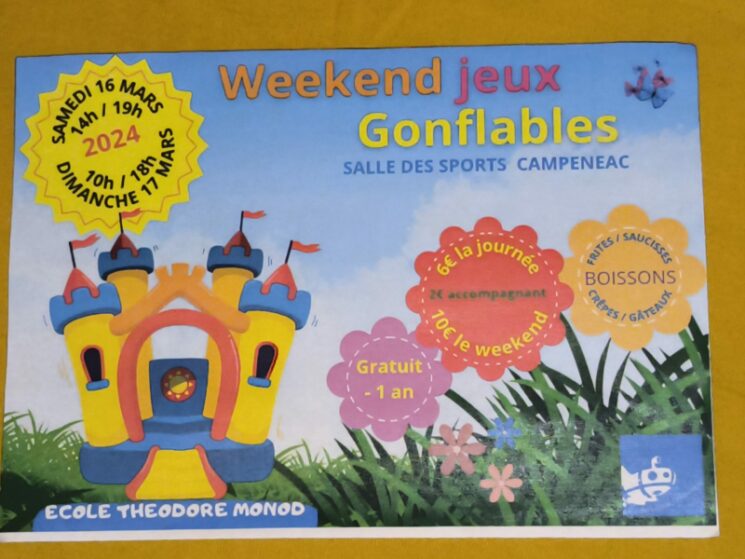 Weekend jeux
Gonflables
SALLE DES SPORTS CAMPENEAC
SAMEDI 16 MARS
14h / 19h
2024
10h / 18h
DIMANCHE 17 MARS
6€ la journée
2€ accompagnant
10€ le weekend
FRITES / SAUCISSES
BOISSONS
CRÊPES / GÂTEAUX
Gratuit
- 1 an
ECOLE THEODORE MONOD